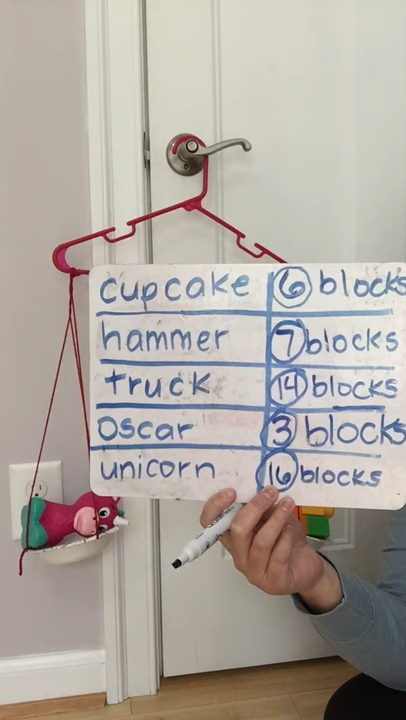 cupcake 6 blocks
hammer 7 blocks
truck 14 blocks
oscar 3 blocks
unicorn 16 blocks